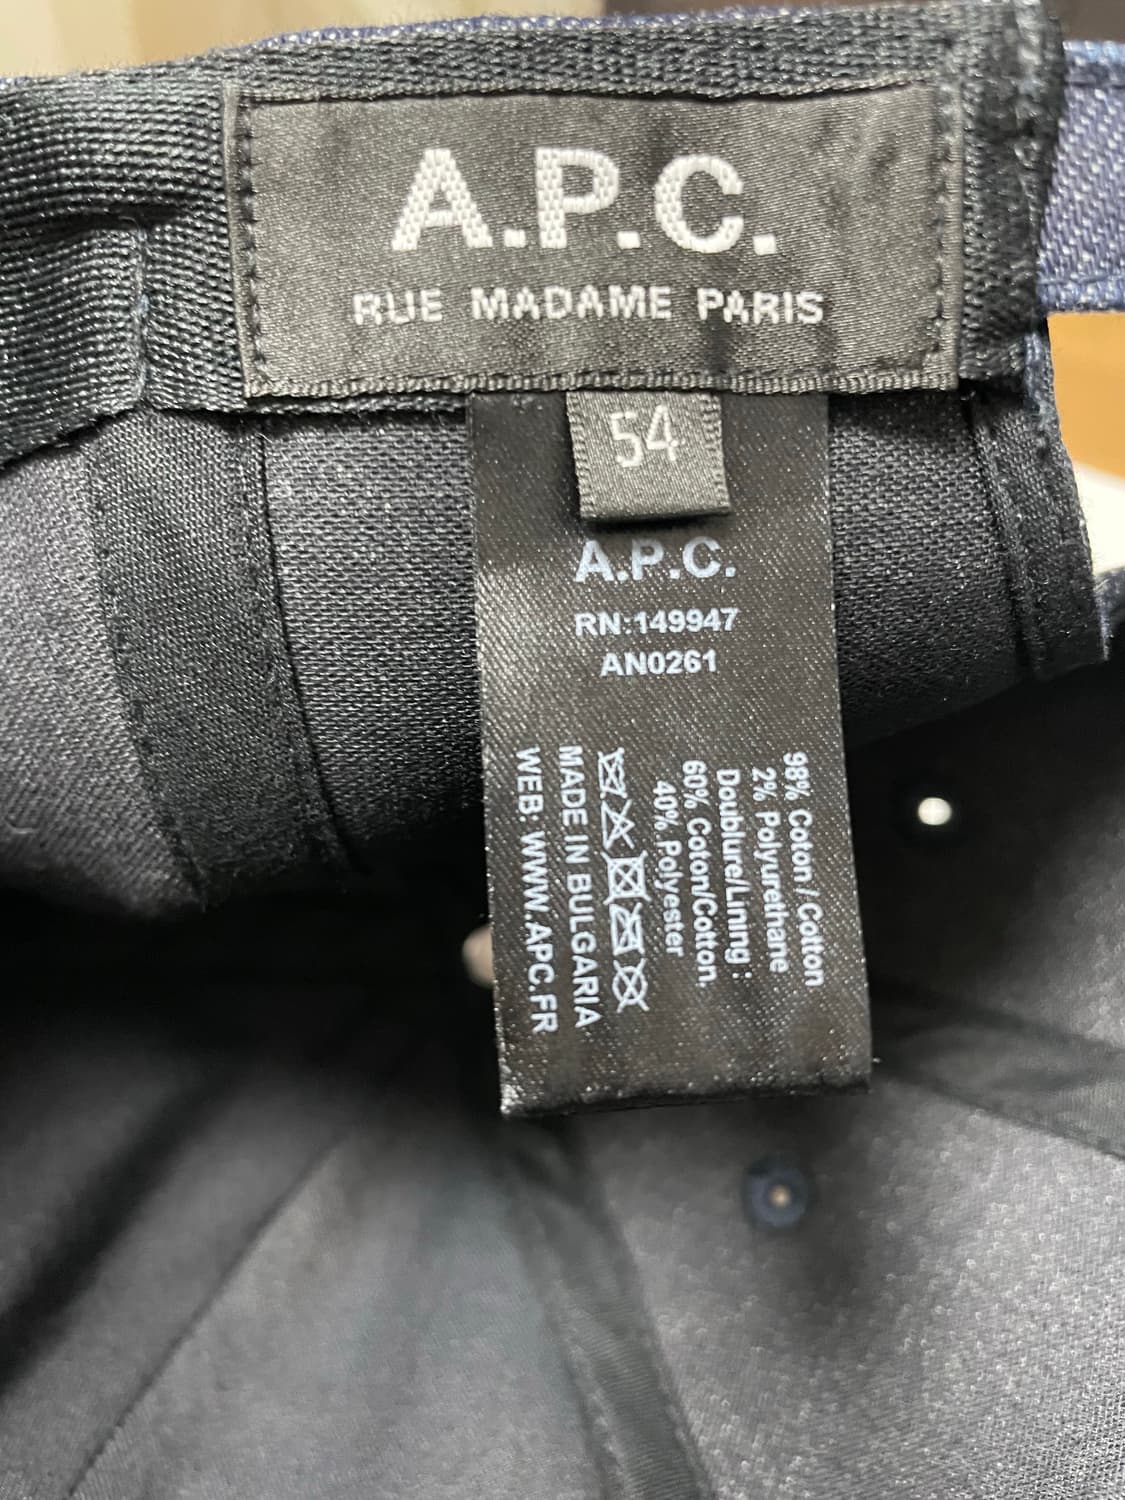 A.P.C.
RUE MADAME PARIS
54
A.P.C.
RN:149947
AN0261
98% Coton / Cotton
2% Polyurethane
Doublure/Lining :
60% Coton/Cotton.
40% Polyester
MADE IN BULGARIA
WEB: WWW.APC.FR